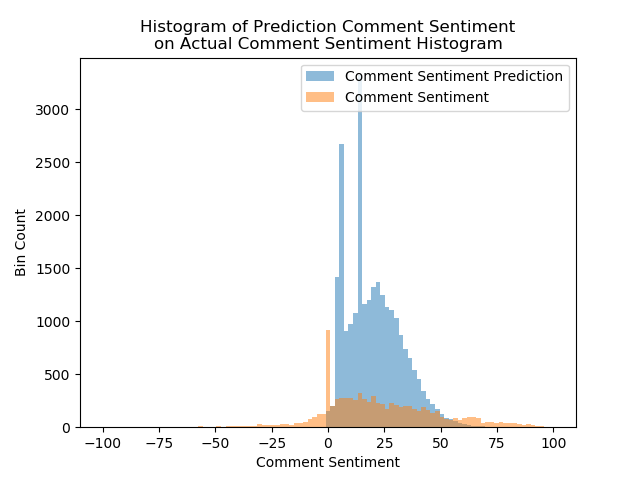 Histogram of Prediction Comment Sentiment
on Actual Comment Sentiment Histogram
Comment Sentiment Prediction
Comment Sentiment
Bin Count
3000
2500
2000
1500
1000
500
0
−100
−75
−50
−25
0
25
50
75
100
Comment Sentiment